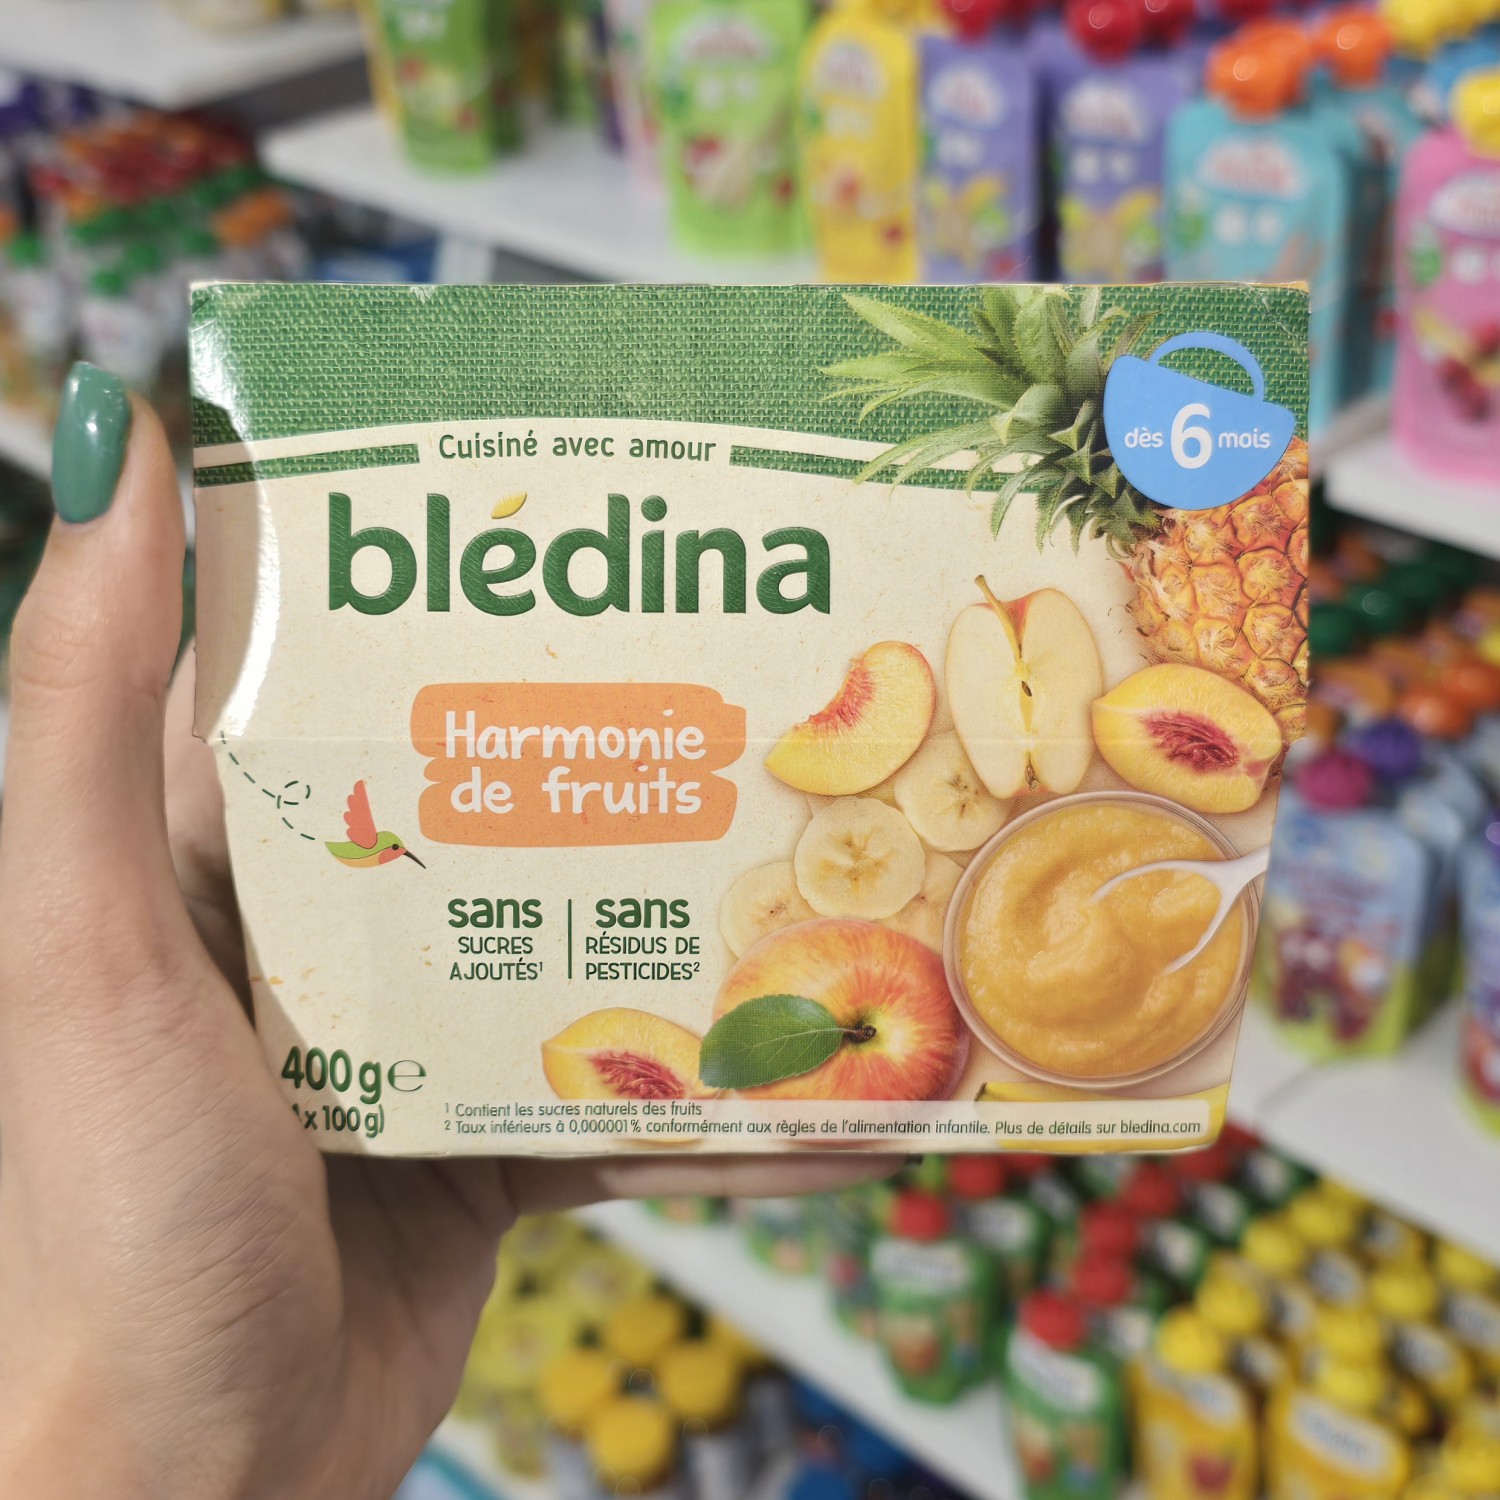 Cuisiné avec amour
blédina
dès 6 mois
Harmonie
de fruits
sans
SUCRES
AJOUTÉS¹
sans
RÉSIDUS DE
PESTICIDES²
400 g ℮
x 100 g)
¹ Contient les sucres naturels des fruits
² Taux inférieurs à 0,000001 % conformément aux règles de l'alimentation infantile. Plus de détails sur bledina.com